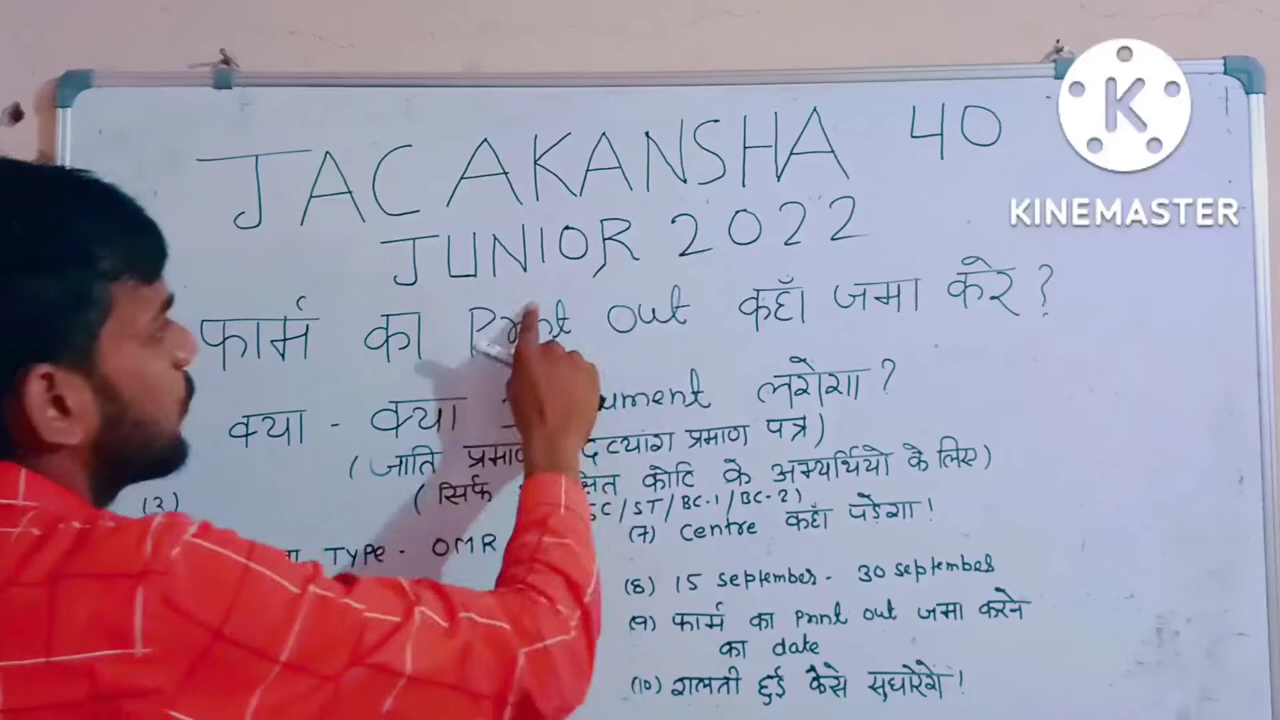 JAC AKANSHA 40
JUNIOR 2022
फार्म का Print Out कहाँ जमा करे ?
क्या - क्या ument लगेगा ?
(जाति प्रमाण दिव्यांग प्रमाण पत्र)
(सिर्फ कोटि के अभ्यर्थियो के लिए)
SC/ST/BC-1/BC-2)
(3)
TYPE - OMR
(7) Centre कहाँ पड़ेगा !
(8) 15 September - 30 September
(9) फार्म का Print Out जमा करने
का date
(10) गलती हुई कैसे सुधारेगे !
K
KINEMASTER